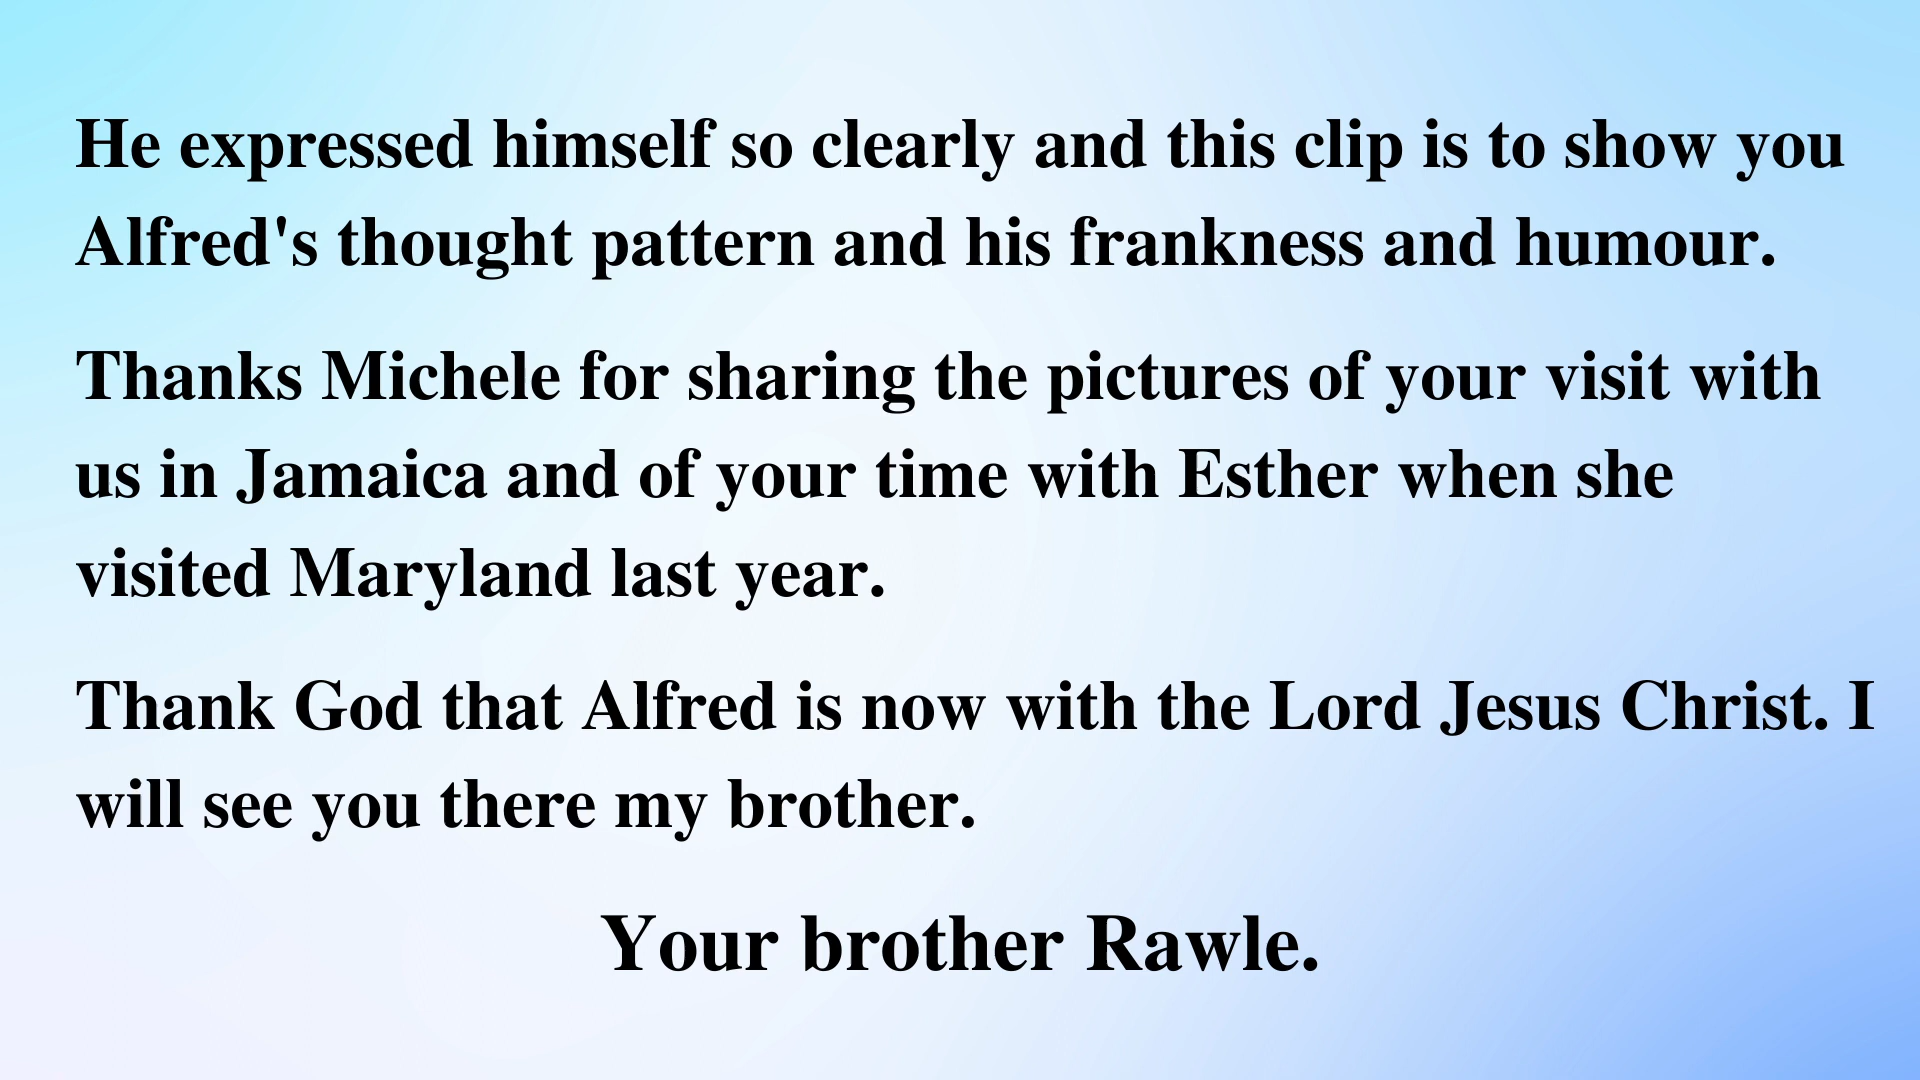 He expressed himself so clearly and this clip is to show you
Alfred's thought pattern and his frankness and humour.
Thanks Michele for sharing the pictures of your visit with
us in Jamaica and of your time with Esther when she
visited Maryland last year.
Thank God that Alfred is now with the Lord Jesus Christ. I
will see you there my brother.
Your brother Rawle.